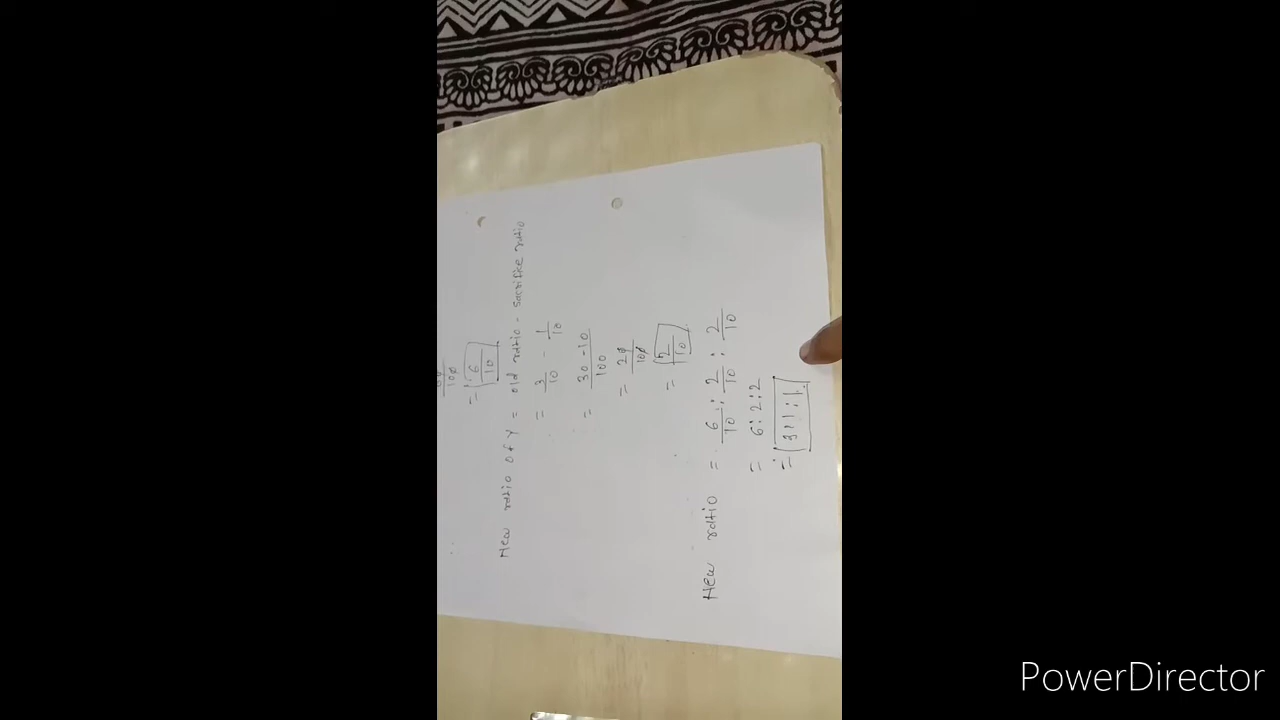 100
= 6/10
New ratio of Y = old ratio - sacrifice ratio
= 3/10 - 1/10
= 30-10/100
= 20/100
= 2/10
New ratio = 6/10 : 2/10 : 2/10
= 6:2:2
= 3:1:1
PowerDirector